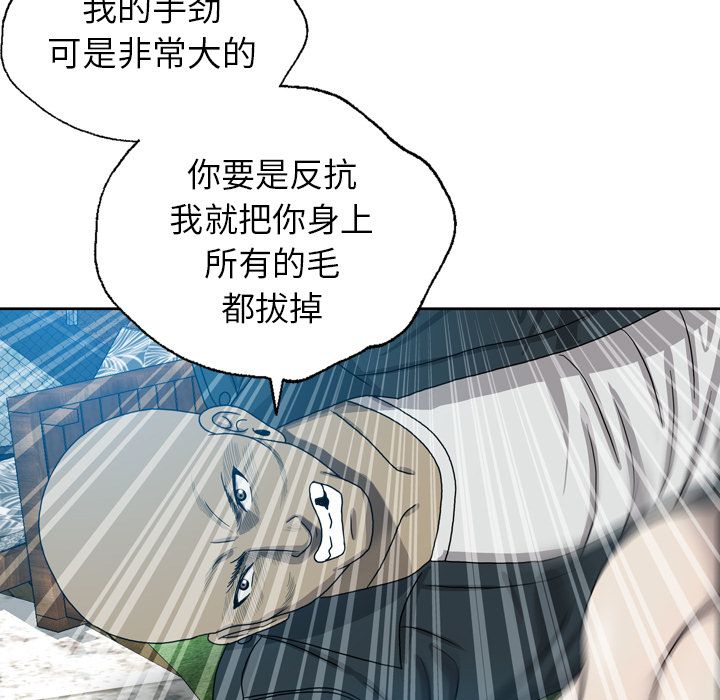 我的手劲
可是非常大的
你要是反抗
我就把你身上
所有的毛
都拔掉